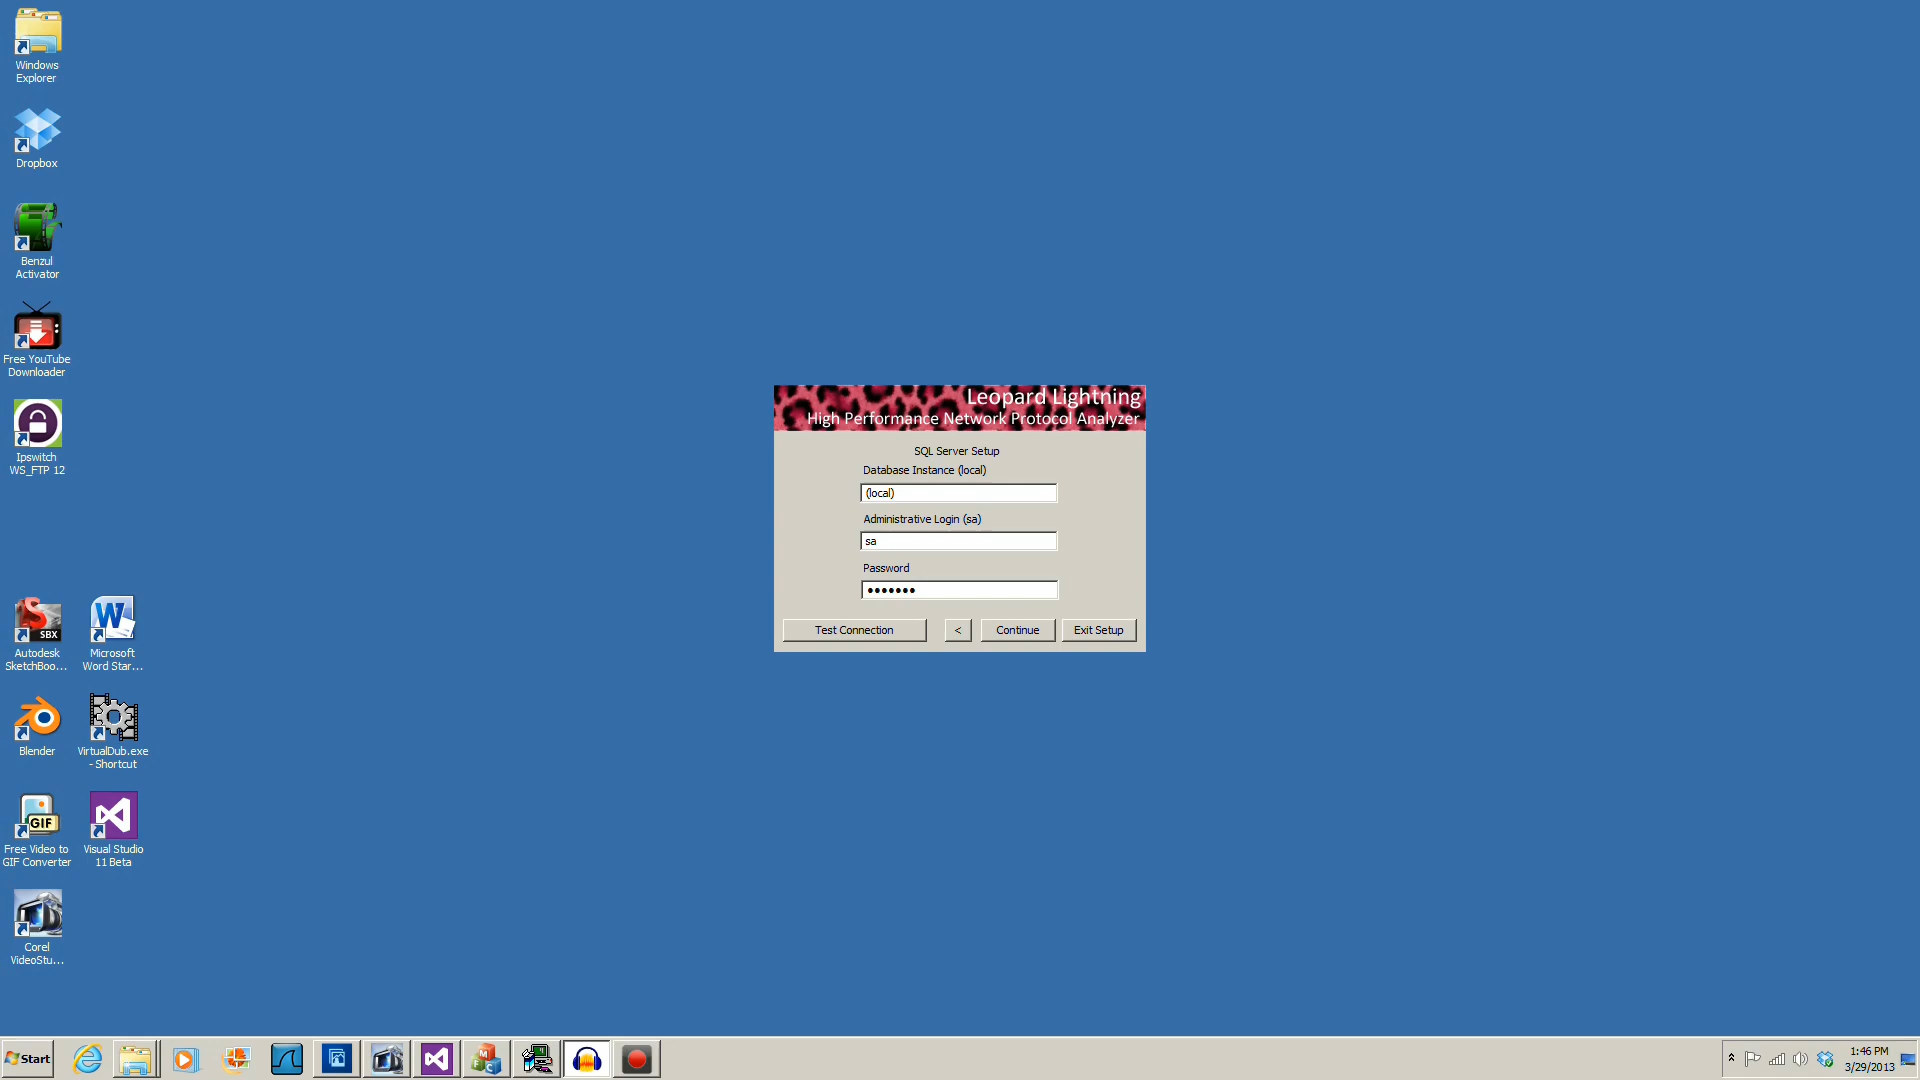 Windows
Explorer
Dropbox
Benzul
Activator
Free YouTube
Downloader
Ipswitch
WS_FTP 12
SBX
Autodesk
SketchBoo...
W
Microsoft
Word Star...
Blender
VirtualDub.exe
- Shortcut
GIF
Free Video to
GIF Converter
Visual Studio
11 Beta
Corel
VideoStu...
Leopard Lightning
High Performance Network Protocol Analyzer
SQL Server Setup
Database Instance (local)
(local)
Administrative Login (sa)
sa
Password
•••••••
Test Connection
<
Continue
Exit Setup
Start
1:46 PM
3/29/2013